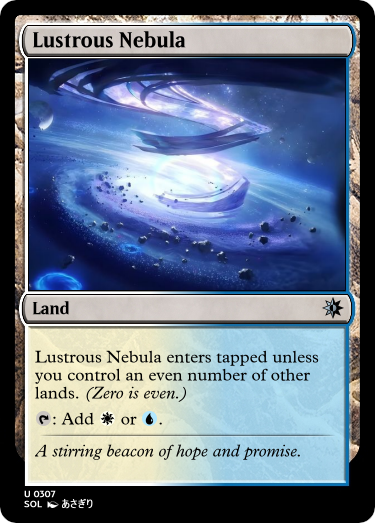 Lustrous Nebula
Land
Lustrous Nebula enters tapped unless
you control an even number of other
lands. (Zero is even.)
: Add or .
A stirring beacon of hope and promise.
U 0307
SOL あさぎり